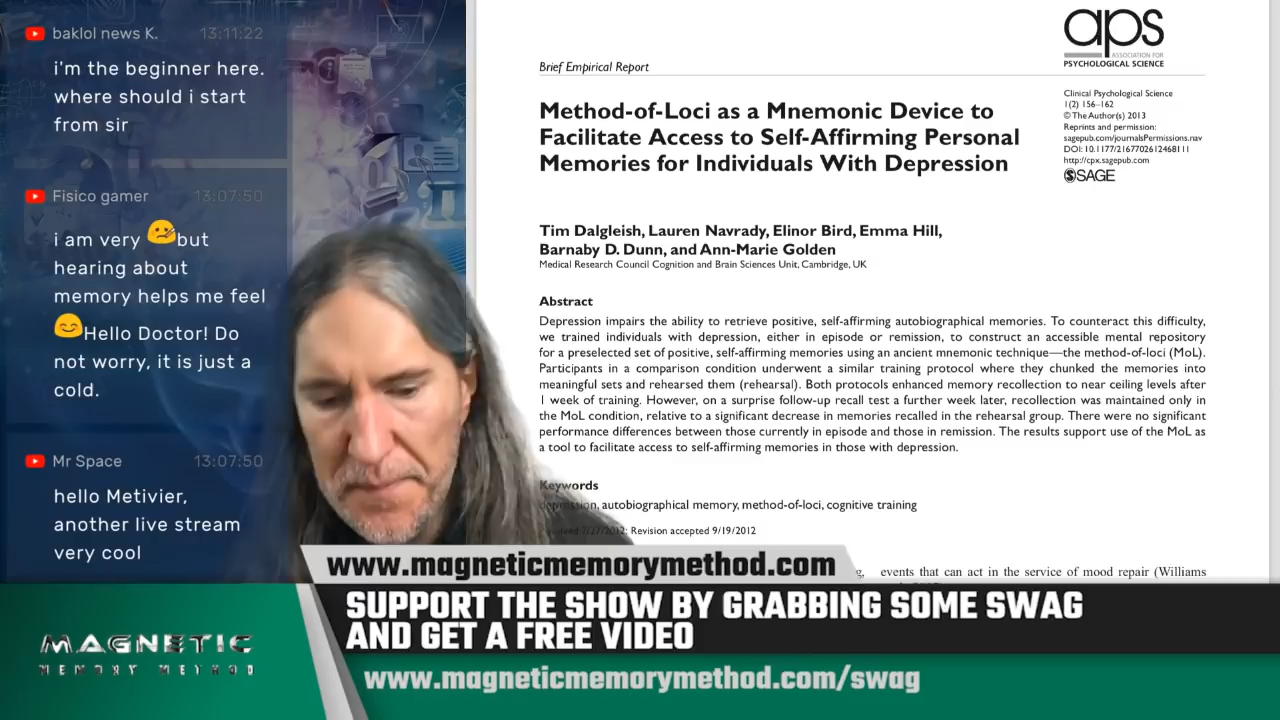 baklol news K.
13:11:22
i'm the beginner here.
where should i start
from sir
Fisico gamer
13:07:50
i am very but
hearing about
memory helps me feel
Hello Doctor! Do
not worry, it is just a
cold.
Mr Space
13:07:50
hello Metivier,
another live stream
very cool
Brief Empirical Report
aps
ASSOCIATION FOR
PSYCHOLOGICAL SCIENCE
Method-of-Loci as a Mnemonic Device to
Facilitate Access to Self-Affirming Personal
Memories for Individuals With Depression
Clinical Psychological Science
1(2) 156–162
© The Author(s) 2013
Reprints and permission:
sagepub.com/journalsPermissions.nav
DOI: 10.1177/2167702612468111
http://cpx.sagepub.com
SAGE
Tim Dalgleish, Lauren Navrady, Elinor Bird, Emma Hill,
Barnaby D. Dunn, and Ann-Marie Golden
Medical Research Council Cognition and Brain Sciences Unit, Cambridge, UK
Abstract
Depression impairs the ability to retrieve positive, self-affirming autobiographical memories. To counteract this difficulty,
we trained individuals with depression, either in episode or remission, to construct an accessible mental repository
for a preselected set of positive, self-affirming memories using an ancient mnemonic technique—the method-of-loci (MoL).
Participants in a comparison condition underwent a similar training protocol where they chunked the memories into
meaningful sets and rehearsed them (rehearsal). Both protocols enhanced memory recollection to near ceiling levels after
1 week of training. However, on a surprise follow-up recall test a further week later, recollection was maintained only in
the MoL condition, relative to a significant decrease in memories recalled in the rehearsal group. There were no significant
performance differences between those currently in episode and those in remission. The results support use of the MoL as
a tool to facilitate access to self-affirming memories in those with depression.
Keywords
depression, autobiographical memory, method-of-loci, cognitive training
7/27/2012; Revision accepted 9/19/2012
events that can act in the service of mood repair (Williams
www.magneticmemorymethod.com
SUPPORT THE SHOW BY GRABBING SOME SWAG
AND GET A FREE VIDEO
www.magneticmemorymethod.com/swag
MAGNETIC
MEMORY METHOD